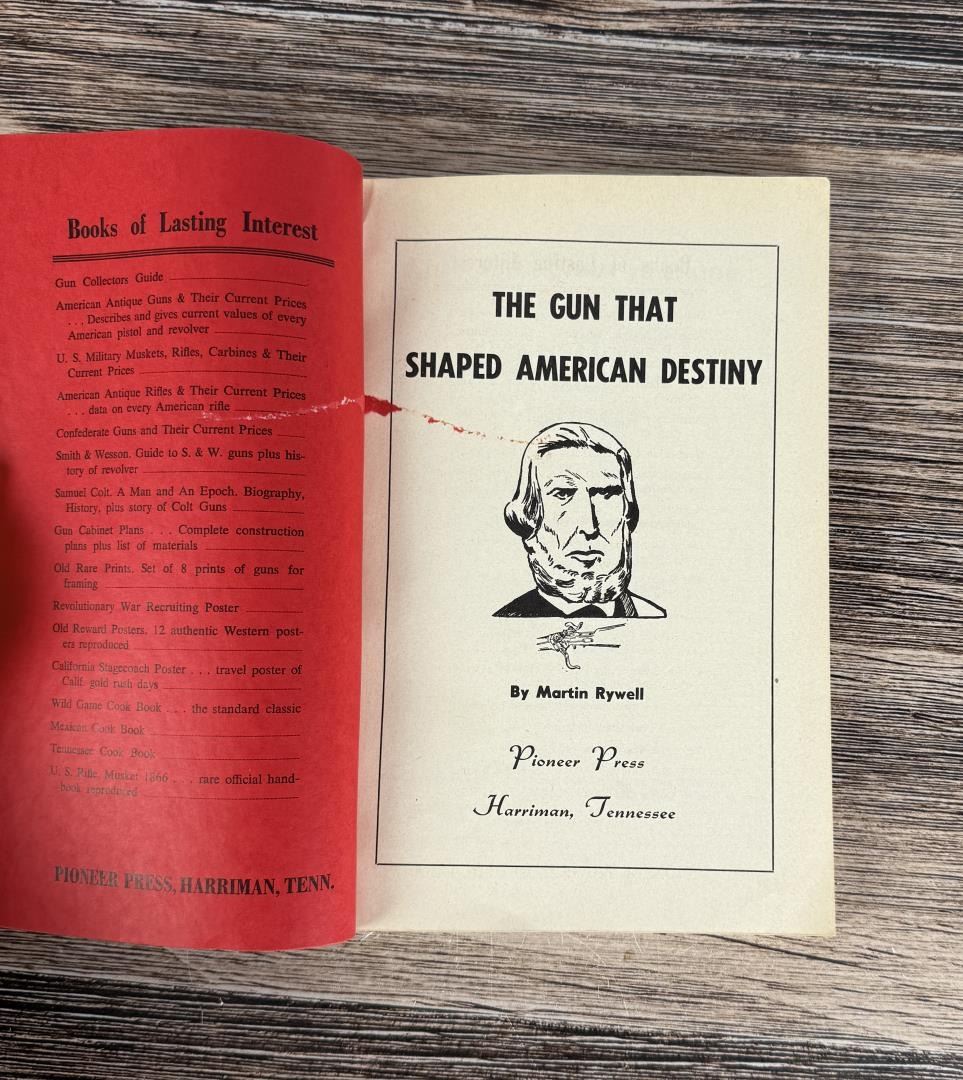 Books of Lasting Interest
Gun Collectors Guide
American Antique Guns & Their Current Prices
. . . Describes and gives current values of every
American pistol and revolver
U. S. Military Muskets, Rifles, Carbines & Their
Current Prices
American Antique Rifles & Their Current Prices
. . . data on every American rifle
Confederate Guns and Their Current Prices
Smith & Wesson. Guide to S. & W. guns plus his-
tory of revolver
Samuel Colt. A Man and An Epoch. Biography,
History, plus story of Colt Guns
Gun Cabinet Plans . . . Complete construction
plans plus list of materials
Old Rare Prints. Set of 8 prints of guns for
framing
Revolutionary War Recruiting Poster
Old Reward Posters. 12 authentic Western post-
ers reproduced
California Stagecoach Poster . . . travel poster of
Calif. gold rush days
Wild Game Cook Book . . . the standard classic
Mexican Cook Book
Tennessee Cook Book
U. S. Rifle, Musket 1866 . . . rare official hand-
book reproduced
PIONEER PRESS, HARRIMAN, TENN.
THE GUN THAT
SHAPED AMERICAN DESTINY
By Martin Rywell
Pioneer Press
Harriman, Tennessee